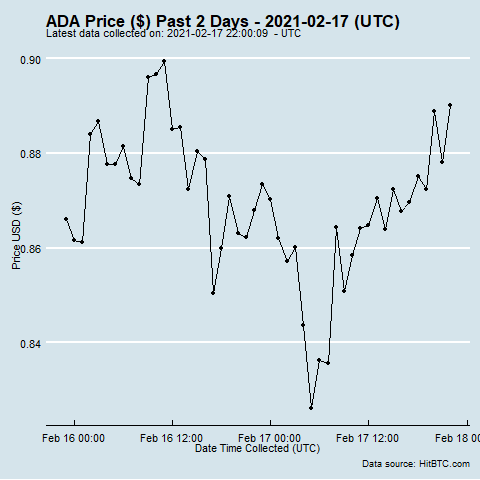 ADA Price ($) Past 2 Days - 2021-02-17 (UTC)
Latest data collected on: 2021-02-17 22:00:09 - UTC
0.90
0.88
0.86
0.84
Price USD ($)
Feb 16 00:00 Feb 16 12:00 Feb 17 00:00 Feb 17 12:00 Feb 18 00
Date Time Collected (UTC)
Data source: HitBTC.com